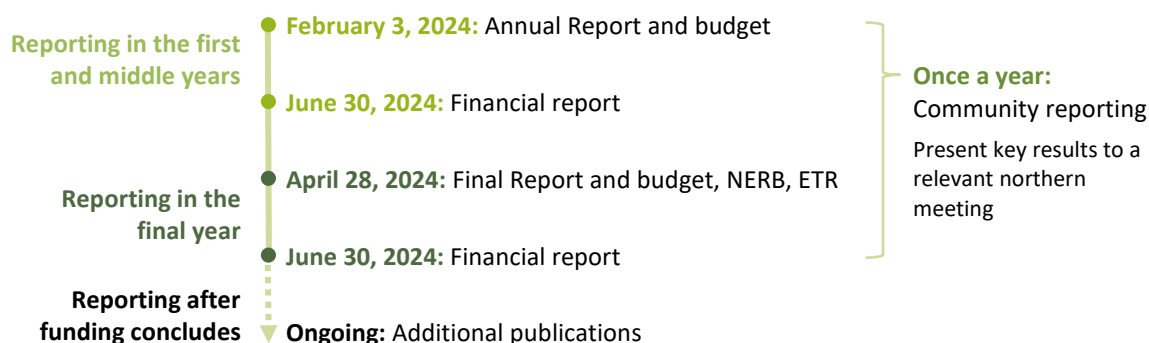 Reporting in the first
and middle years
February 3, 2024: Annual Report and budget
June 30, 2024: Financial report
Reporting in the
final year
April 28, 2024: Final Report and budget, NERB, ETR
June 30, 2024: Financial report
Reporting after
funding concludes
Ongoing: Additional publications
Once a year:
Community reporting
Present key results to a
relevant northern
meeting